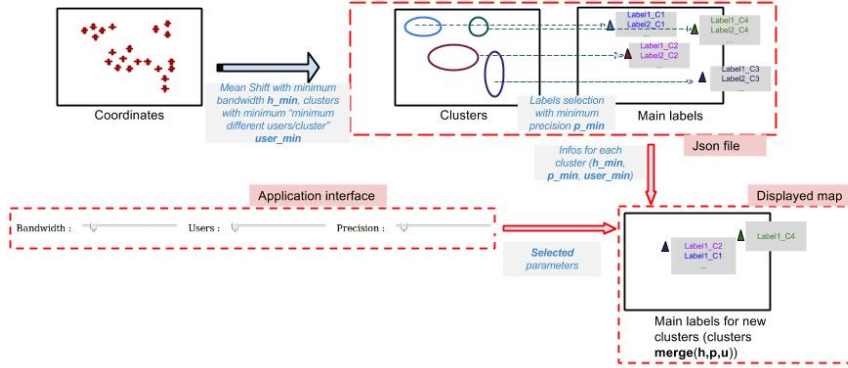 Label1_C1
Label2_C1
...
Label1_C4
Label2_C4
...
Label1_C2
Label2_C2
...
Label1_C3
Label2_C3
...
Coordinates
Mean Shift with minimum
bandwidth h_min, clusters
with minimum "minimum
different users/cluster"
user_min
Clusters
Labels selection
with minimum
precision p_min
Main labels
Json file
Infos for each
cluster (h_min,
p_min, user_min)
Application interface
Displayed map
Bandwidth :
Users :
Precision :
Selected
parameters
Label1_C4
Label1_C2
Label1_C1
...
Main labels for new
clusters (clusters
merge(h,p,u))